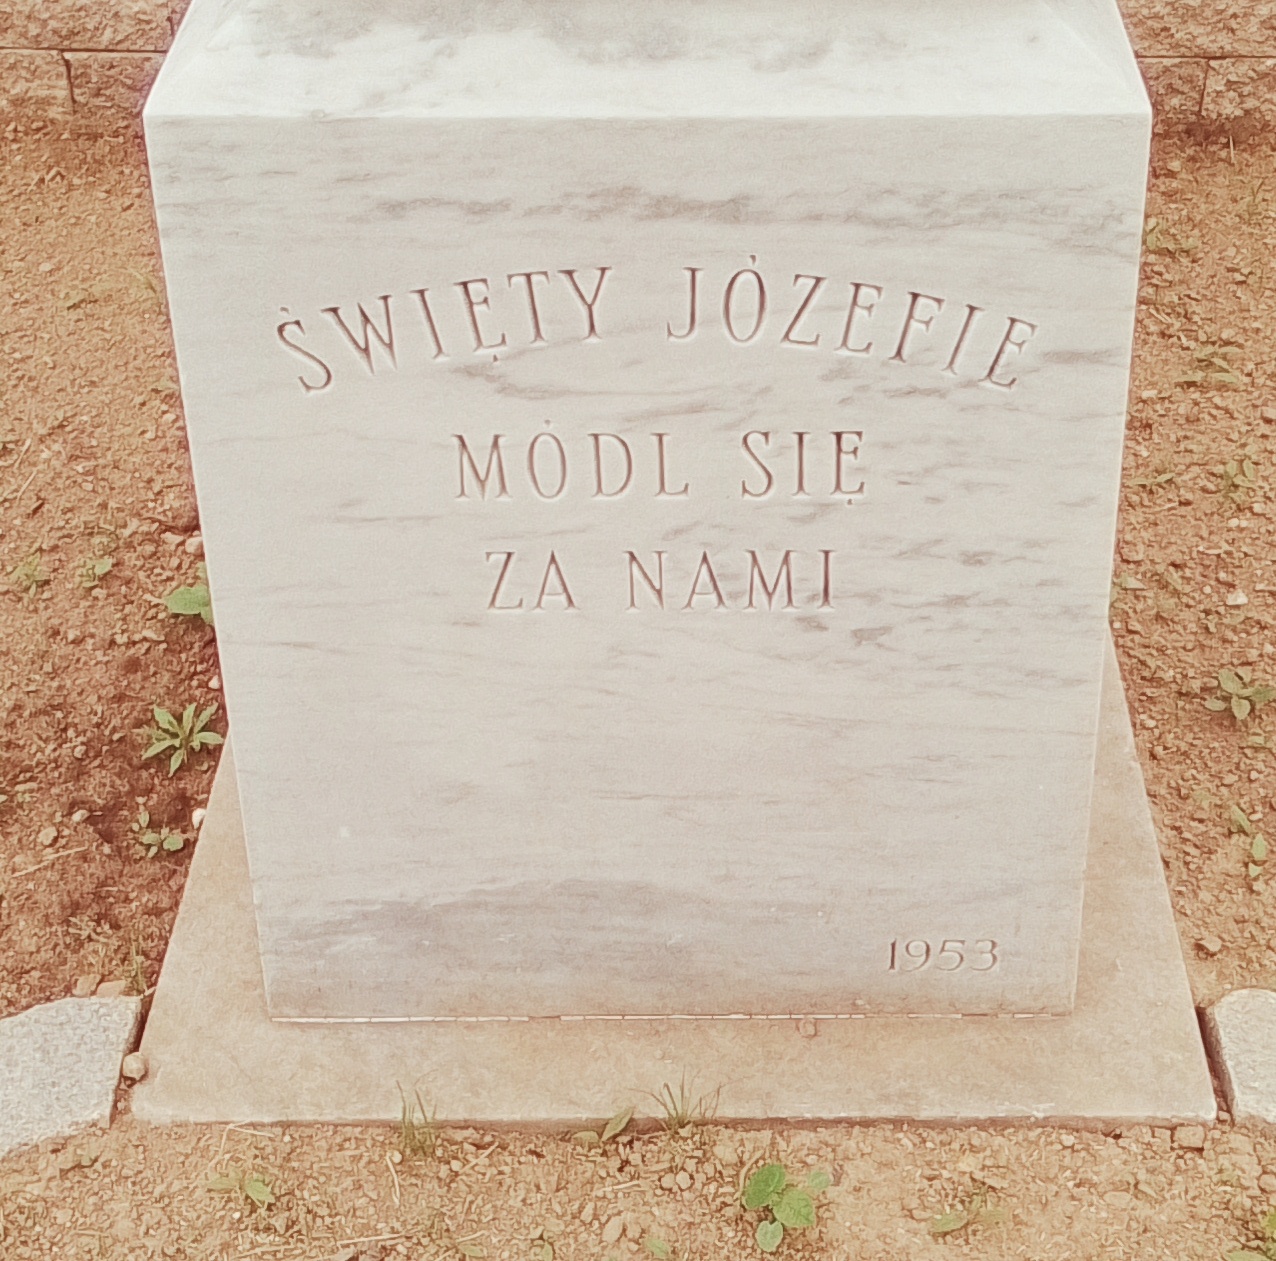 ŚWIĘTY JÓZEFIE
MÓDL SIĘ
ZA NAMI
1953